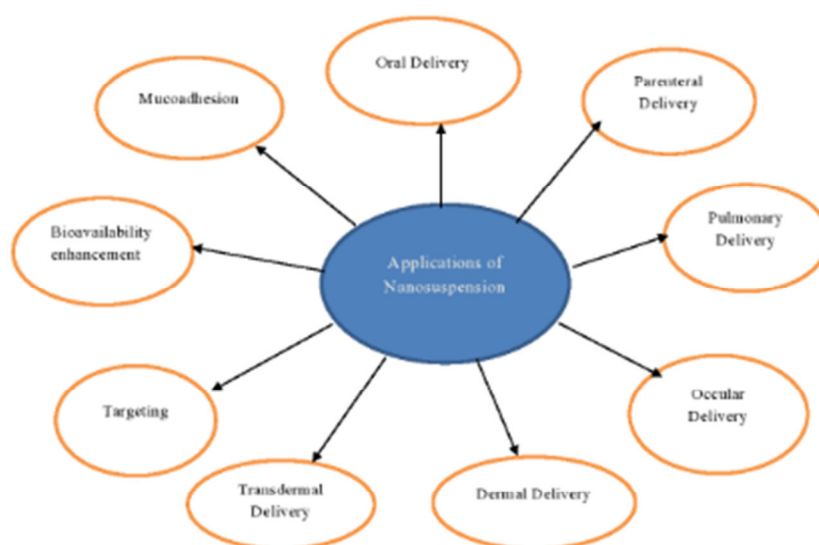 Oral Delivery
Parenteral
Delivery
Mucoadhesion
Pulmonary
Delivery
Bioavailability
enhancement
Applications of
Nanosuspension
Occular
Delivery
Targeting
Transdermal
Delivery
Dermal Delivery